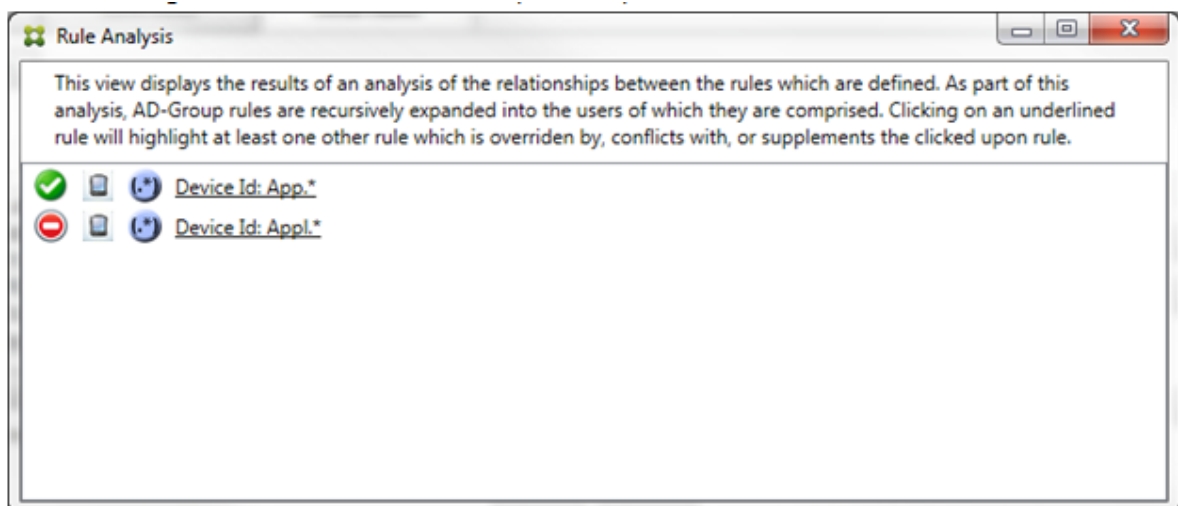 Rule Analysis
This view displays the results of an analysis of the relationships between the rules which are defined. As part of this
analysis, AD-Group rules are recursively expanded into the users of which they are comprised. Clicking on an underlined
rule will highlight at least one other rule which is overriden by, conflicts with, or supplements the clicked upon rule.
(.*) Device Id: App.*
(.*) Device Id: Appl.*